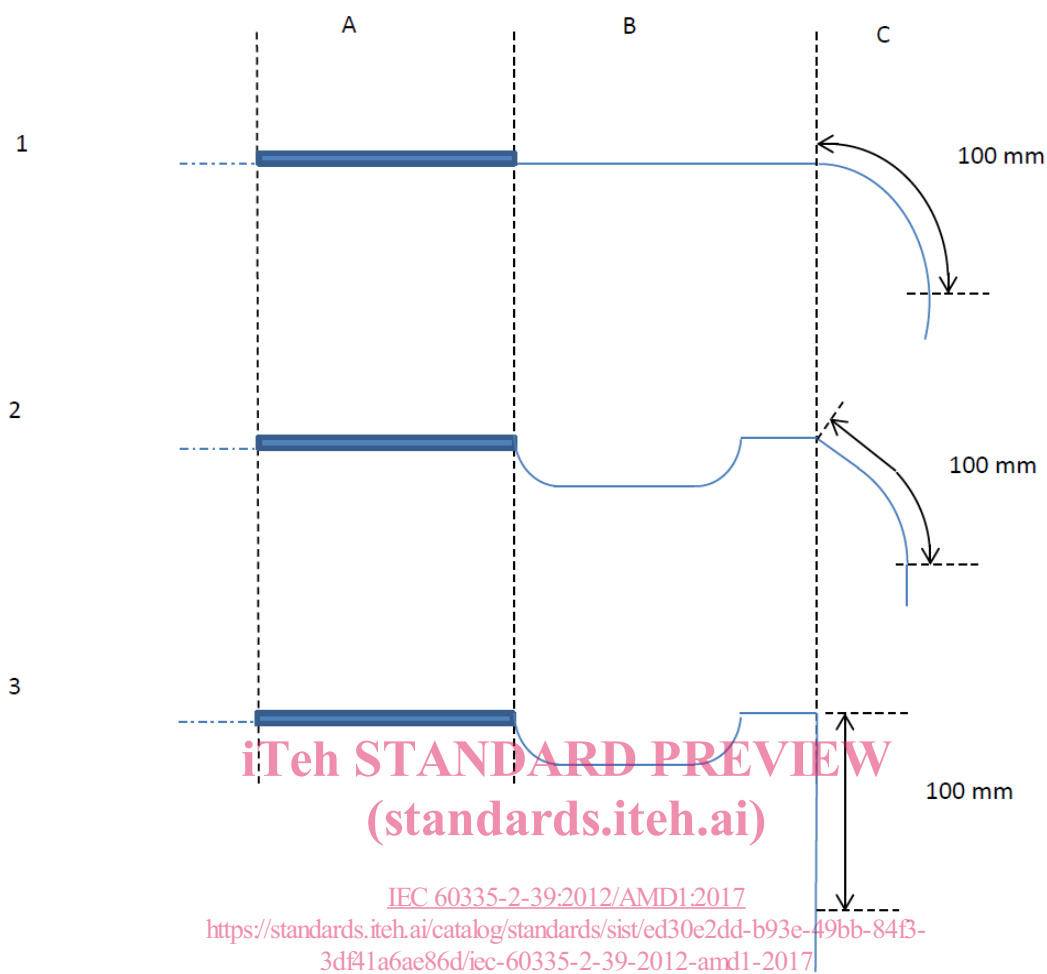 A
B
C
1
100 mm
2
100 mm
3
iTeh STANDARD PREVIEW
(standards.iteh.ai)
100 mm
IEC 60335-2-39:2012/AMD1:2017
https://standards.iteh.ai/catalog/standards/sist/ed30e2dd-b93e-49bb-84f3-
3df41a6ae86d/iec-60335-2-39-2012-amd1-2017